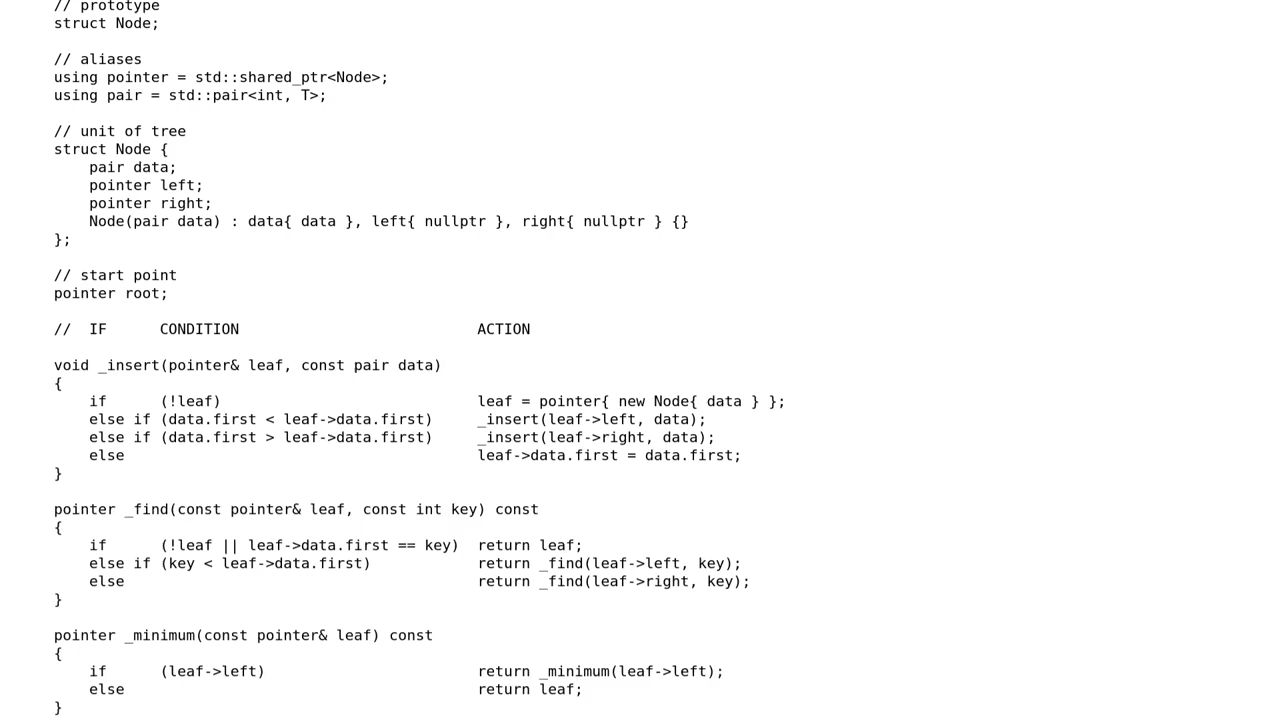 // prototype
struct Node;
// aliases
using pointer = std::shared_ptr<Node>;
using pair = std::pair<int, T>;
// unit of tree
struct Node {
    pair data;
    pointer left;
    pointer right;
    Node(pair data) : data{ data }, left{ nullptr }, right{ nullptr } {}
};
// start point
pointer root;
//  IF      CONDITION                           ACTION
void _insert(pointer& leaf, const pair data)
{
    if      (!leaf)                             leaf = pointer{ new Node{ data } };
    else if (data.first < leaf->data.first)     _insert(leaf->left, data);
    else if (data.first > leaf->data.first)     _insert(leaf->right, data);
    else                                        leaf->data.first = data.first;
}
pointer _find(const pointer& leaf, const int key) const
{
    if      (!leaf || leaf->data.first == key)  return leaf;
    else if (key < leaf->data.first)            return _find(leaf->left, key);
    else                                        return _find(leaf->right, key);
}
pointer _minimum(const pointer& leaf) const
{
    if      (leaf->left)                        return _minimum(leaf->left);
    else                                        return leaf;
}